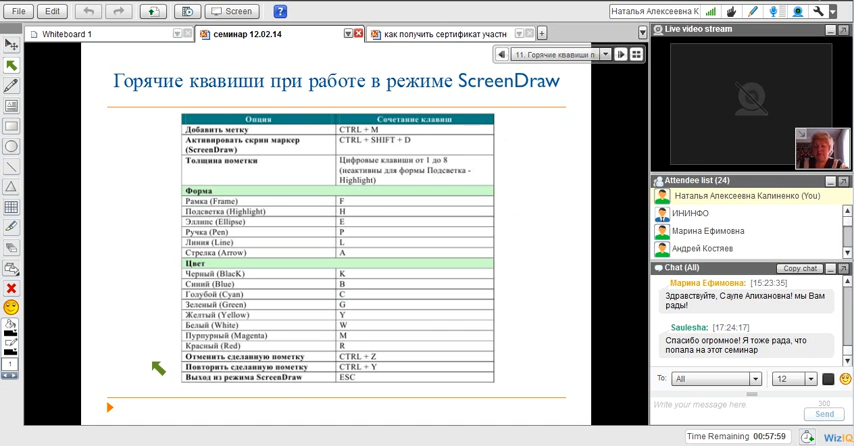 File Edit Screen Наталья Алексеевна К
Whiteboard 1
семинар 12.02.14
как получить сертификат участн
11. Горячие квавиши п
Горячие квавиши при работе в режиме ScreenDraw
Опция Сочетание клавиш
Добавить метку CTRL + M
Активировать скрин маркер (ScreenDraw) CTRL + SHIFT + D
Толщина пометки Цифровые клавиши от 1 до 8
(неактивны для формы Подсветка -
Highlight)
Форма
Рамка (Frame) F
Подсветка (Highlight) H
Эллипс (Ellipse) E
Ручка (Pen) P
Линия (Line) L
Стрелка (Arrow) A
Цвет
Черный (BlacK) K
Синий (Blue) B
Голубой (Cyan) C
Зеленый (Green) G
Желтый (Yellow) Y
Белый (White) W
Пурпурный (Magenta) M
Красный (Red) R
Отменить сделанную пометку CTRL + Z
Повторить сделанную пометку CTRL + Y
Выход из режима ScreenDraw ESC
1
Live video stream
Attendee list (24)
Наталья Алексеевна Калиненко (You)
ИНИНФО
Марина Ефимовна
Андрей Костяев
Chat (All) Copy chat
Марина Ефимовна: [15:23:35]
Здравствуйте, Сауле Алихановна! мы Вам
рады!
Saulesha: [17:24:17]
Спасибо огромное! Я тоже рада, что
попала на этот семинар
To: All 12
Write your message here. 300
Send
Time Remaining 00:57:59 WizIQ